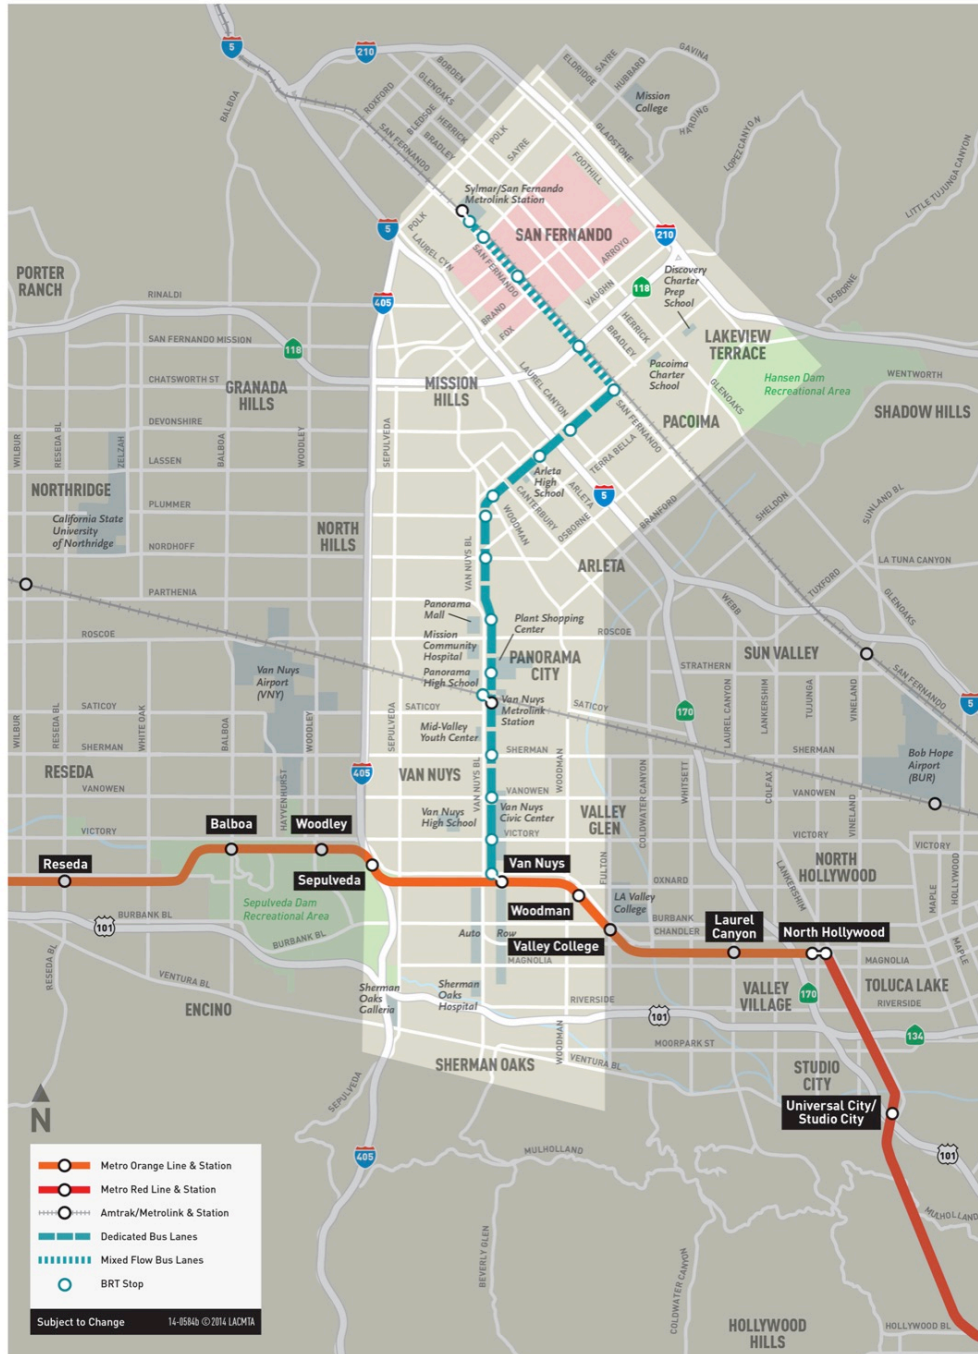 5
210
BORDEN
ELDRIDGE
SAYRE
HUBBARD
GAVINA
ROXFORD
GLENOAKS
BLEDSOE
HERRICK
BRADLEY
POLK
SAYRE
Mission
College
HARDING
BALBOA
SAN FERNANDO
GLADSTONE
LOPEZ CANYON
FOOTHILL
LITTLE TUJUNGA CANYON
Sylmar/San Fernando
Metrolink Station
POLK
5
SAN FERNANDO
210
LAUREL CYN
SAN FERNANDO
ARROYO
PORTER
RANCH
RINALDI
405
BRAND
FOX
VAUGHN
118
Discovery
Charter
Prep
School
OSBORNE
SAN FERNANDO MISSION
118
HERRICK
BRADLEY
LAKEVIEW
TERRACE
CHATSWORTH ST
GRANADA
HILLS
MISSION
HILLS
LAUREL CANYON
Pacoima
Charter
School
GLENOAKS
Hansen Dam
Recreational Area
WENTWORTH
SHADOW HILLS
DEVONSHIRE
SAN FERNANDO
PACOIMA
WILBUR
RESEDA BL
ZELZAH
BALBOA
WOODLEY
SEPULVEDA
LASSEN
TERRA BELLA
Arleta
High
School
NORTHRIDGE
PLUMMER
CANTERBURY
ARLETA
5
SHELDON
SUNLAND BL
California State
University
of Northridge
NORTH
HILLS
WOODMAN
OSBORNE
BRANFORD
NORDHOFF
VAN NUYS BL
ARLETA
LA TUNA CANYON
PARTHENIA
WEBB
TUXFORD
GLENOAKS
Panorama
Mall
Plant Shopping
Center
ROSCOE
Mission
Community
Hospital
ROSCOE
PANORAMA
CITY
SUN VALLEY
STRATHERN
Van Nuys
Airport
(VNY)
Panorama
High School
SAN FERNANDO
Van Nuys
Metrolink
Station
SATICOY
SATICOY
SATICOY
170
5
WILBUR
RESEDA BL
WHITE OAK
BALBOA
WOODLEY
SEPULVEDA
Mid-Valley
Youth Center
LAUREL CANYON
LANKERSHIM
TUJUNGA
VINELAND
SHERMAN
SHERMAN
SHERMAN
Bob Hope
Airport
(BUR)
RESEDA
405
VAN NUYS
VAN NUYS BL
WOODMAN
COLDWATER CANYON
WHITSETT
COLFAX
VANOWEN
HAYVENHURST
VANOWEN
VANOWEN
Van Nuys
High School
Van Nuys
Civic Center
VALLEY
GLEN
VINELAND
VICTORY
Balboa
Woodley
VICTORY
VICTORY
Reseda
Sepulveda
Van Nuys
FULTON
OXNARD
LANKERSHIM
NORTH
HOLLYWOOD
MAPLE
HOLLYWOOD
Sepulveda Dam
Recreational Area
Woodman
LA Valley
College
BURBANK BL
101
BURBANK
CHANDLER
Laurel
Canyon
North Hollywood
BURBANK BL
Auto Row
Valley College
MAGNOLIA
MAGNOLIA
MAPLE
RESEDA BL
VENTURA BL
Sherman
Oaks
Galleria
Sherman
Oaks
Hospital
VALLEY
VILLAGE
170
TOLUCA LAKE
RIVERSIDE
RIVERSIDE
ENCINO
101
134
WOODMAN
MOORPARK ST
SHERMAN OAKS
VENTURA BL
STUDIO
CITY
N
SEPULVEDA
Universal City/
Studio City
405
MULHOLLAND
101
MULHOLLAND
BEVERLY GLEN
COLDWATER CANYON
HOLLYWOOD
HILLS
HOLLYWOOD BL
Metro Orange Line & Station
Metro Red Line & Station
Amtrak/Metrolink & Station
Dedicated Bus Lanes
Mixed Flow Bus Lanes
BRT Stop
Subject to Change 14-0584b © 2014 LACMTA